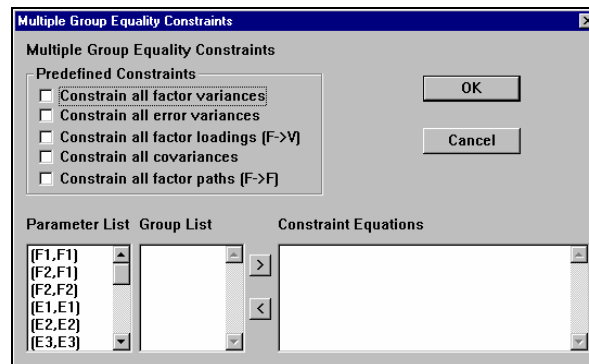 Multiple Group Equality Constraints
Multiple Group Equality Constraints
Predefined Constraints
Constrain all factor variances
Constrain all error variances
Constrain all factor loadings (F->V)
Constrain all covariances
Constrain all factor paths (F->F)
OK
Cancel
Parameter List Group List Constraint Equations
(F1,F1)
(F2,F1)
(F2,F2)
(E1,E1)
(E2,E2)
(E3,E3)
>
<